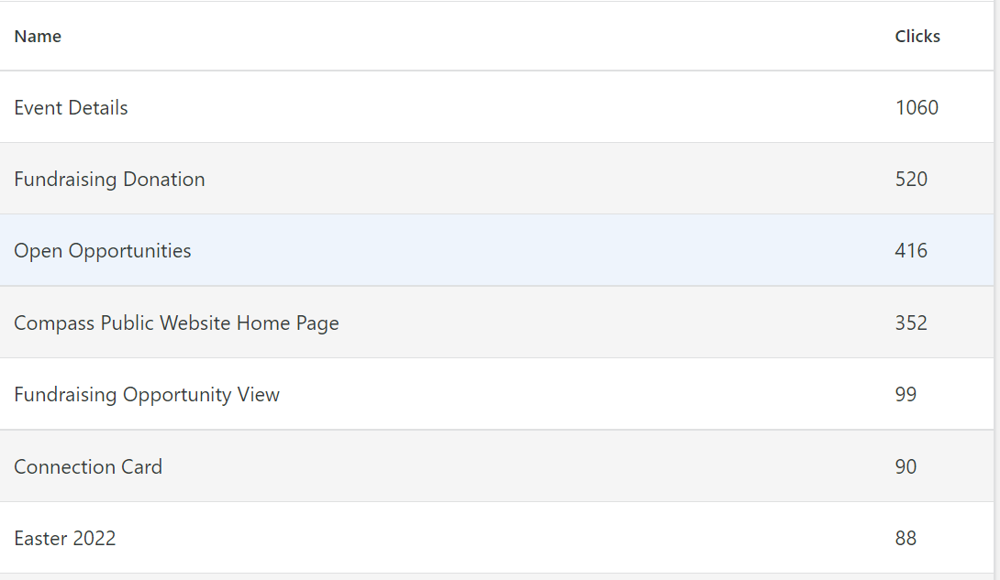 Name Clicks
Event Details 1060
Fundraising Donation 520
Open Opportunities 416
Compass Public Website Home Page 352
Fundraising Opportunity View 99
Connection Card 90
Easter 2022 88